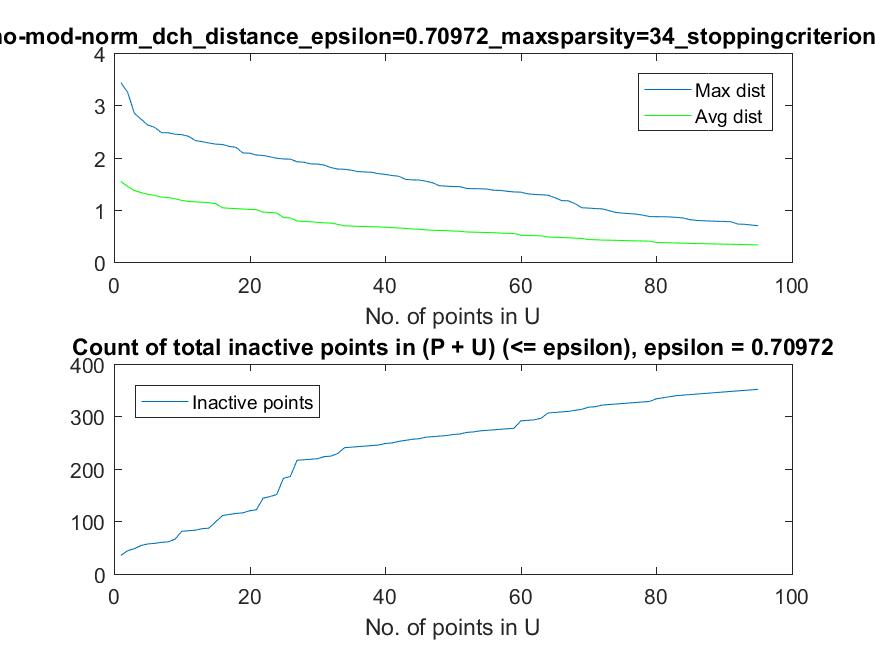 no-mod-norm_dch_distance_epsilon=0.70972_maxsparsity=34_stoppingcriterion
4
3
2
1
0
Max dist
Avg dist
0 20 40 60 80 100
No. of points in U
Count of total inactive points in (P + U) (<= epsilon), epsilon = 0.70972
400
300
200
100
0
Inactive points
0 20 40 60 80 100
No. of points in U